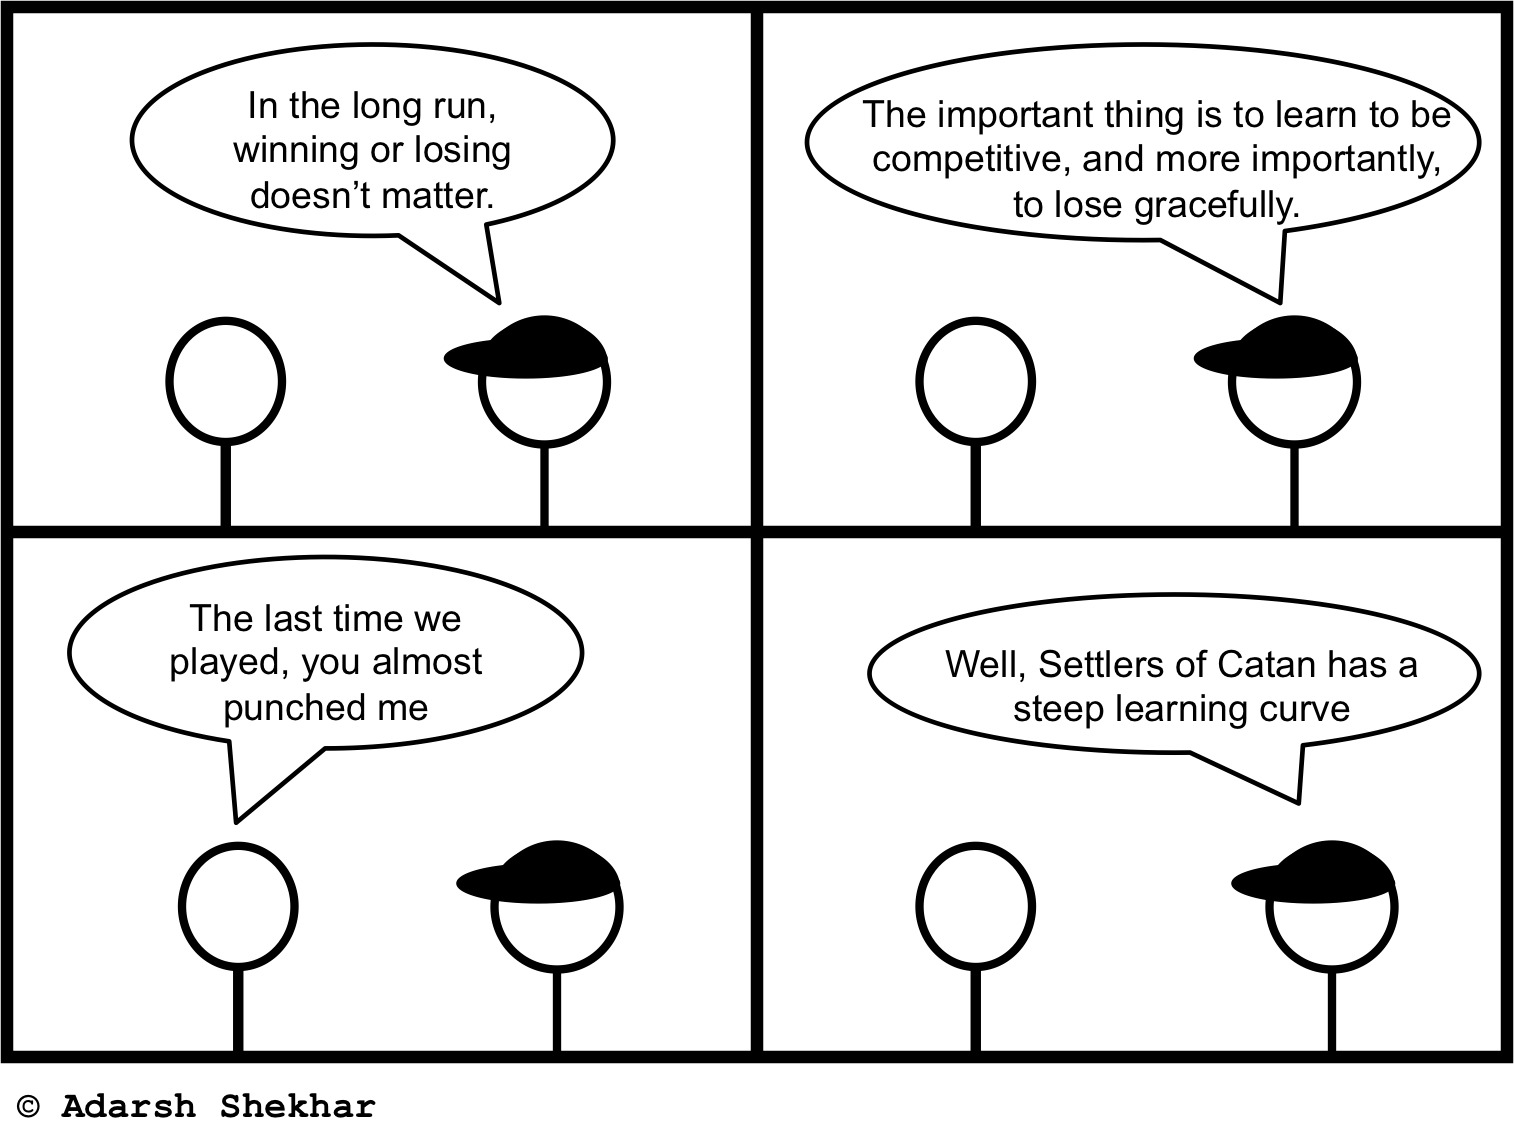 In the long run,
winning or losing
doesn’t matter.
The important thing is to learn to be
competitive, and more importantly,
to lose gracefully.
The last time we
played, you almost
punched me
Well, Settlers of Catan has a
steep learning curve
© Adarsh Shekhar